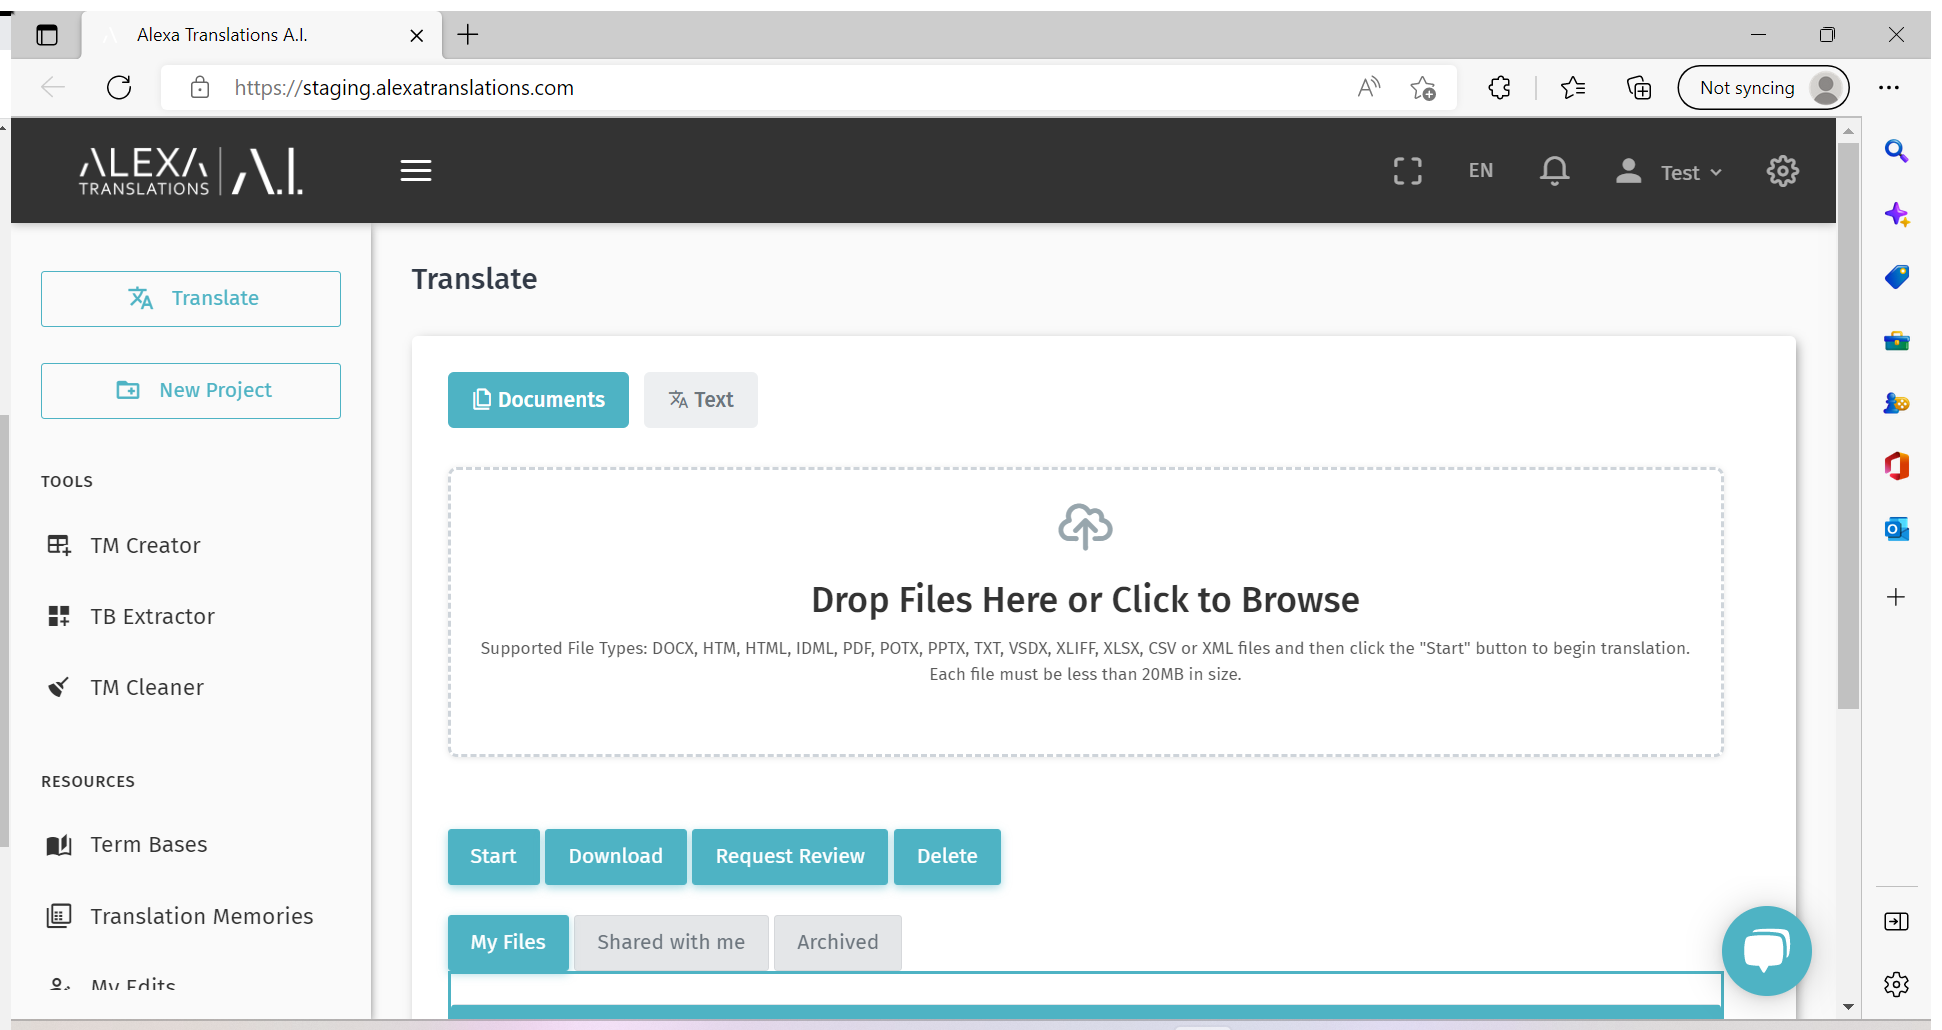 Alexa Translations A.I.
https://staging.alexatranslations.com
Not syncing
ALEXA
TRANSLATIONS
A.I.
EN
Test
Translate
New Project
TOOLS
TM Creator
TB Extractor
TM Cleaner
RESOURCES
Term Bases
Translation Memories
My Edits
Translate
Documents
Text
Drop Files Here or Click to Browse
Supported File Types: DOCX, HTM, HTML, IDML, PDF, POTX, PPTX, TXT, VSDX, XLIFF, XLSX, CSV or XML files and then click the "Start" button to begin translation.
Each file must be less than 20MB in size.
Start
Download
Request Review
Delete
My Files
Shared with me
Archived